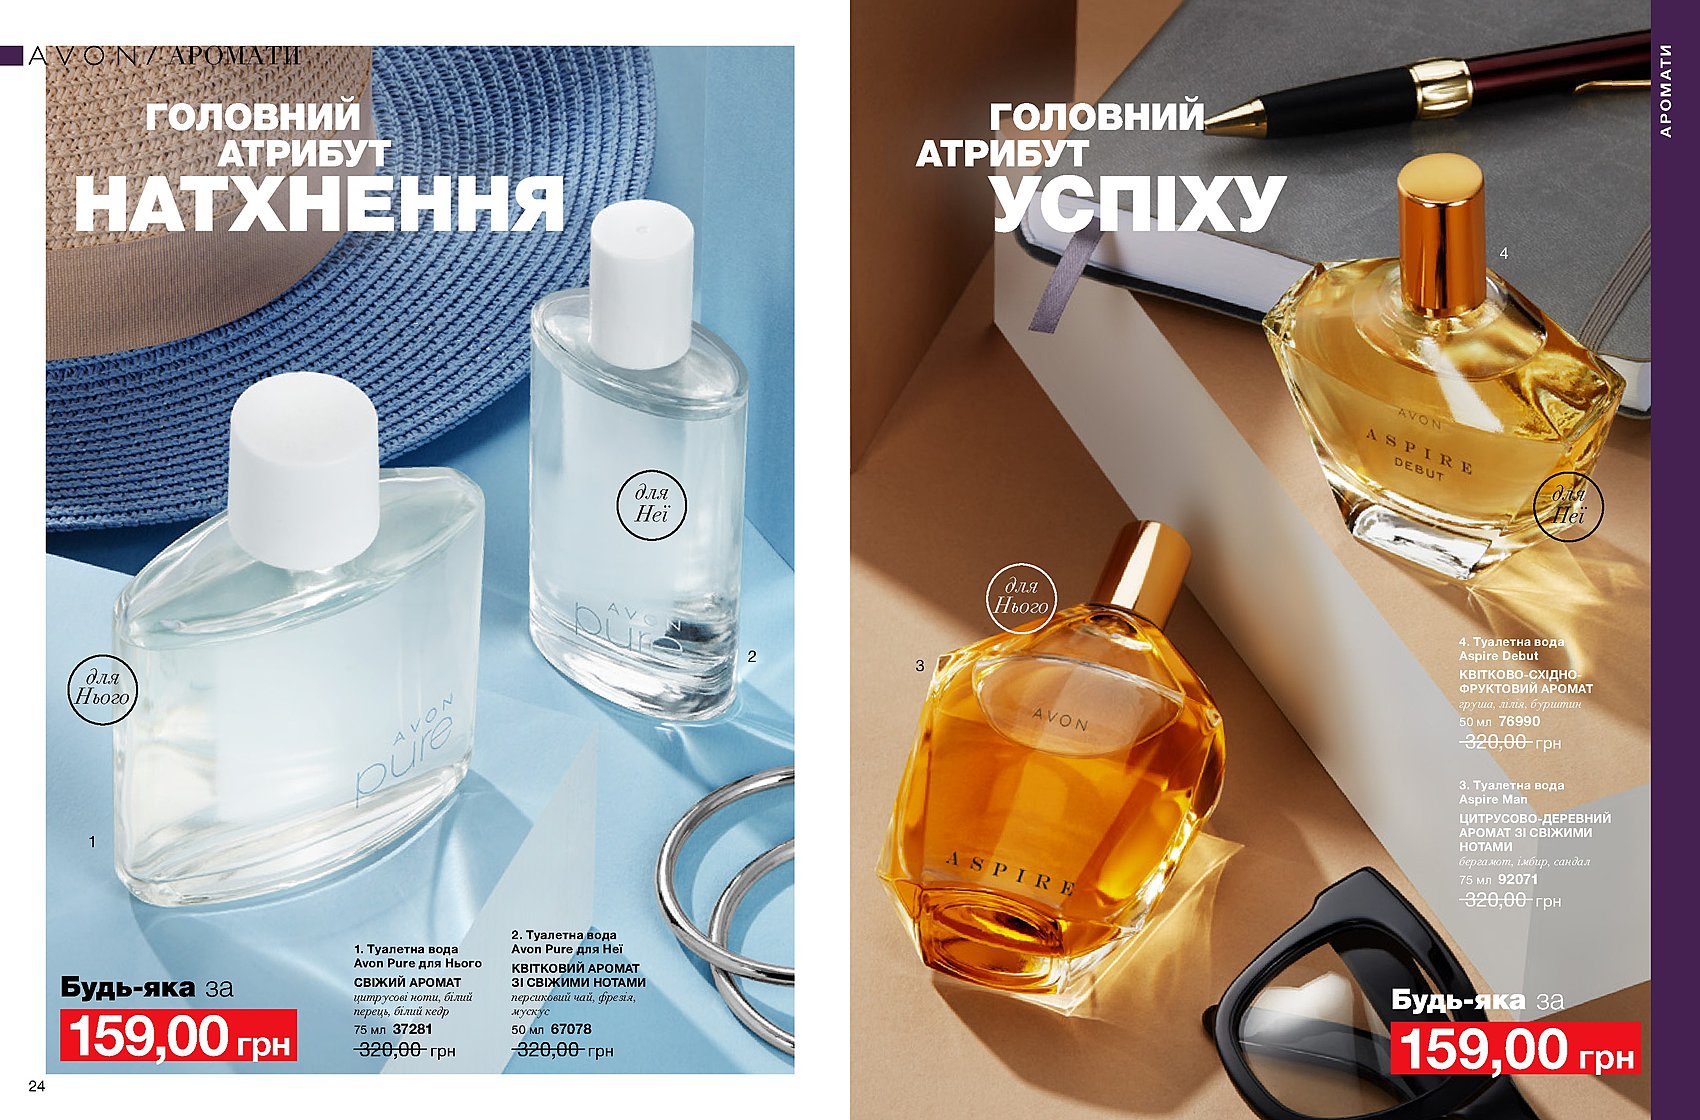 AVON / АРОМАТИ
ГОЛОВНИЙ
АТРИБУТ
НАТХНЕННЯ
для
Неї
AVON
pure
2
для
Нього
AVON
pure
1
1. Туалетна вода
Avon Pure для Нього
СВІЖИЙ АРОМАТ
цитрусові ноти, білий
перець, білий кедр
75 мл 37281
320,00 грн
2. Туалетна вода
Avon Pure для Неї
КВІТКОВИЙ АРОМАТ
ЗІ СВІЖИМИ НОТАМИ
персиковий чай, фрезія,
мускус
50 мл 67078
320,00 грн
Будь-яка за
159,00 грн
24
АРОМАТИ
ГОЛОВНИЙ
АТРИБУТ
УСПІХУ
4
AVON
ASPIRE
DEBUT
для
Неї
для
Нього
3
AVON
ASPIRE
4. Туалетна вода
Aspire Debut
КВІТКОВО-СХІДНО-
ФРУКТОВИЙ АРОМАТ
груша, лілія, бурштин
50 мл 76990
320,00 грн
3. Туалетна вода
Aspire Man
ЦИТРУСОВО-ДЕРЕВНИЙ
АРОМАТ ЗІ СВІЖИМИ
НОТАМИ
бергамот, імбир, сандал
75 мл 92071
320,00 грн
Будь-яка за
159,00 грн